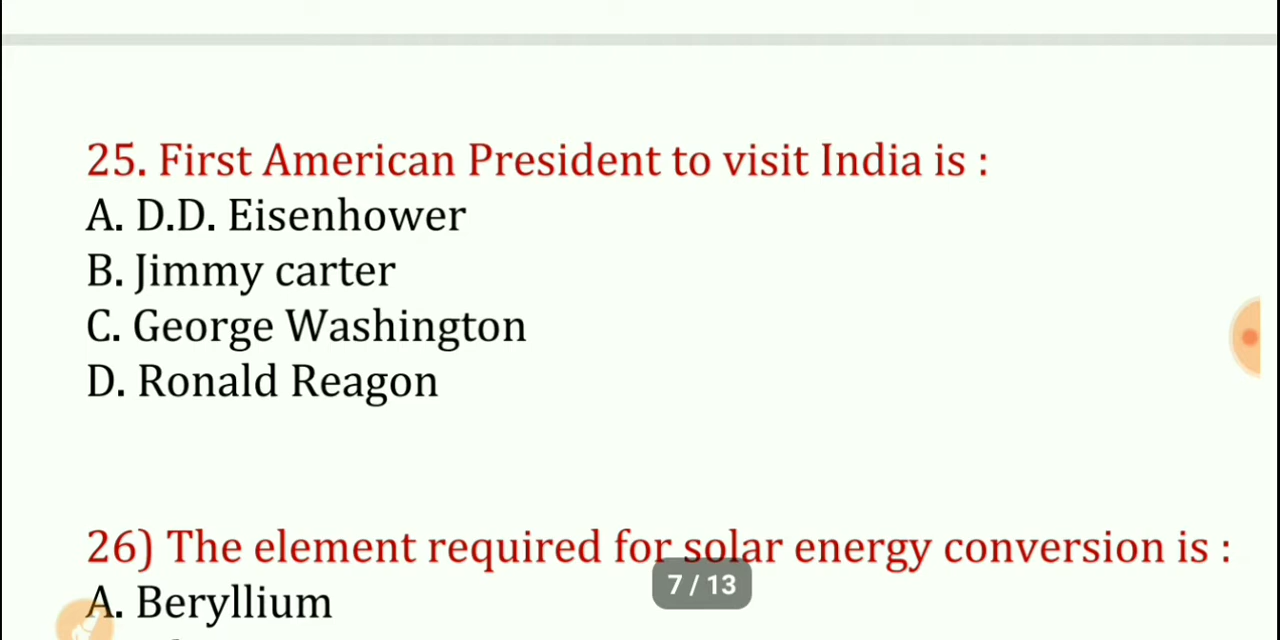 25. First American President to visit India is :
A. D.D. Eisenhower
B. Jimmy carter
C. George Washington
D. Ronald Reagon
26) The element required for solar energy conversion is :
7 / 13
A. Beryllium